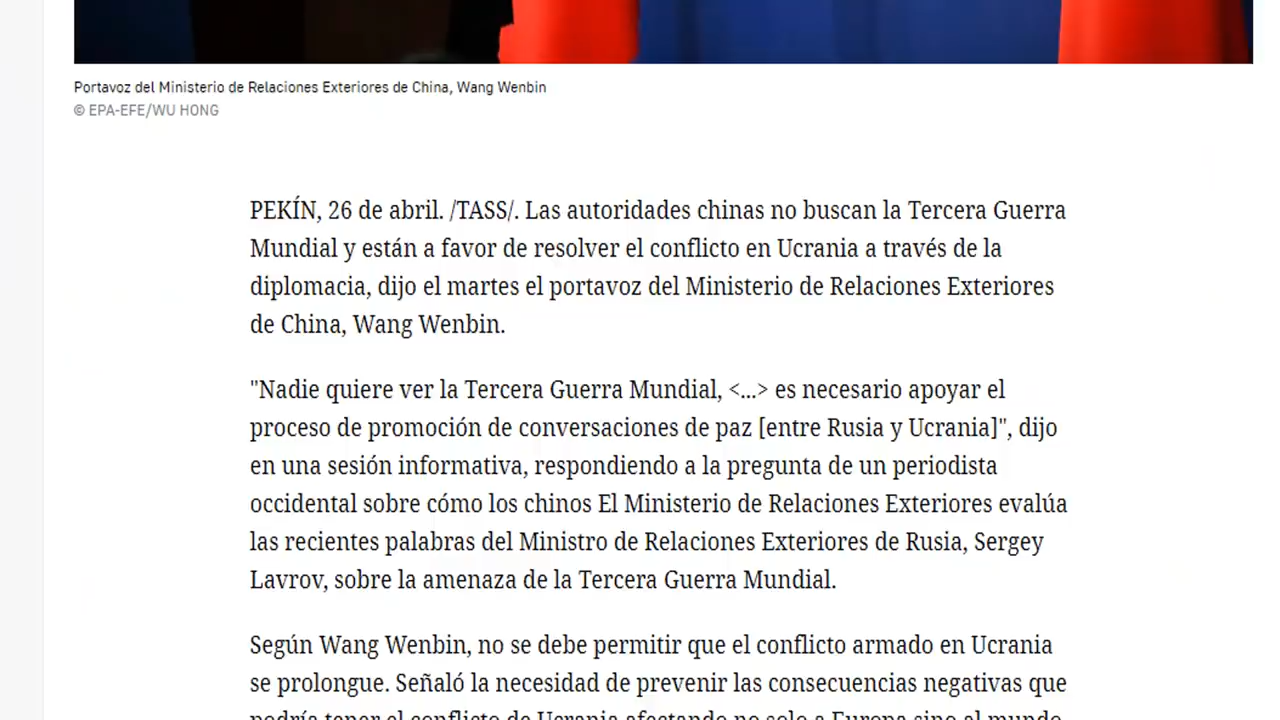 Portavoz del Ministerio de Relaciones Exteriores de China, Wang Wenbin
© EPA-EFE/WU HONG
PEKÍN, 26 de abril. /TASS/. Las autoridades chinas no buscan la Tercera Guerra
Mundial y están a favor de resolver el conflicto en Ucrania a través de la
diplomacia, dijo el martes el portavoz del Ministerio de Relaciones Exteriores
de China, Wang Wenbin.
"Nadie quiere ver la Tercera Guerra Mundial, <...> es necesario apoyar el
proceso de promoción de conversaciones de paz [entre Rusia y Ucrania]", dijo
en una sesión informativa, respondiendo a la pregunta de un periodista
occidental sobre cómo los chinos El Ministerio de Relaciones Exteriores evalúa
las recientes palabras del Ministro de Relaciones Exteriores de Rusia, Sergey
Lavrov, sobre la amenaza de la Tercera Guerra Mundial.
Según Wang Wenbin, no se debe permitir que el conflicto armado en Ucrania
se prolongue. Señaló la necesidad de prevenir las consecuencias negativas que
podría tener el conflicto de Ucrania afectando no solo a Europa sino al mundo